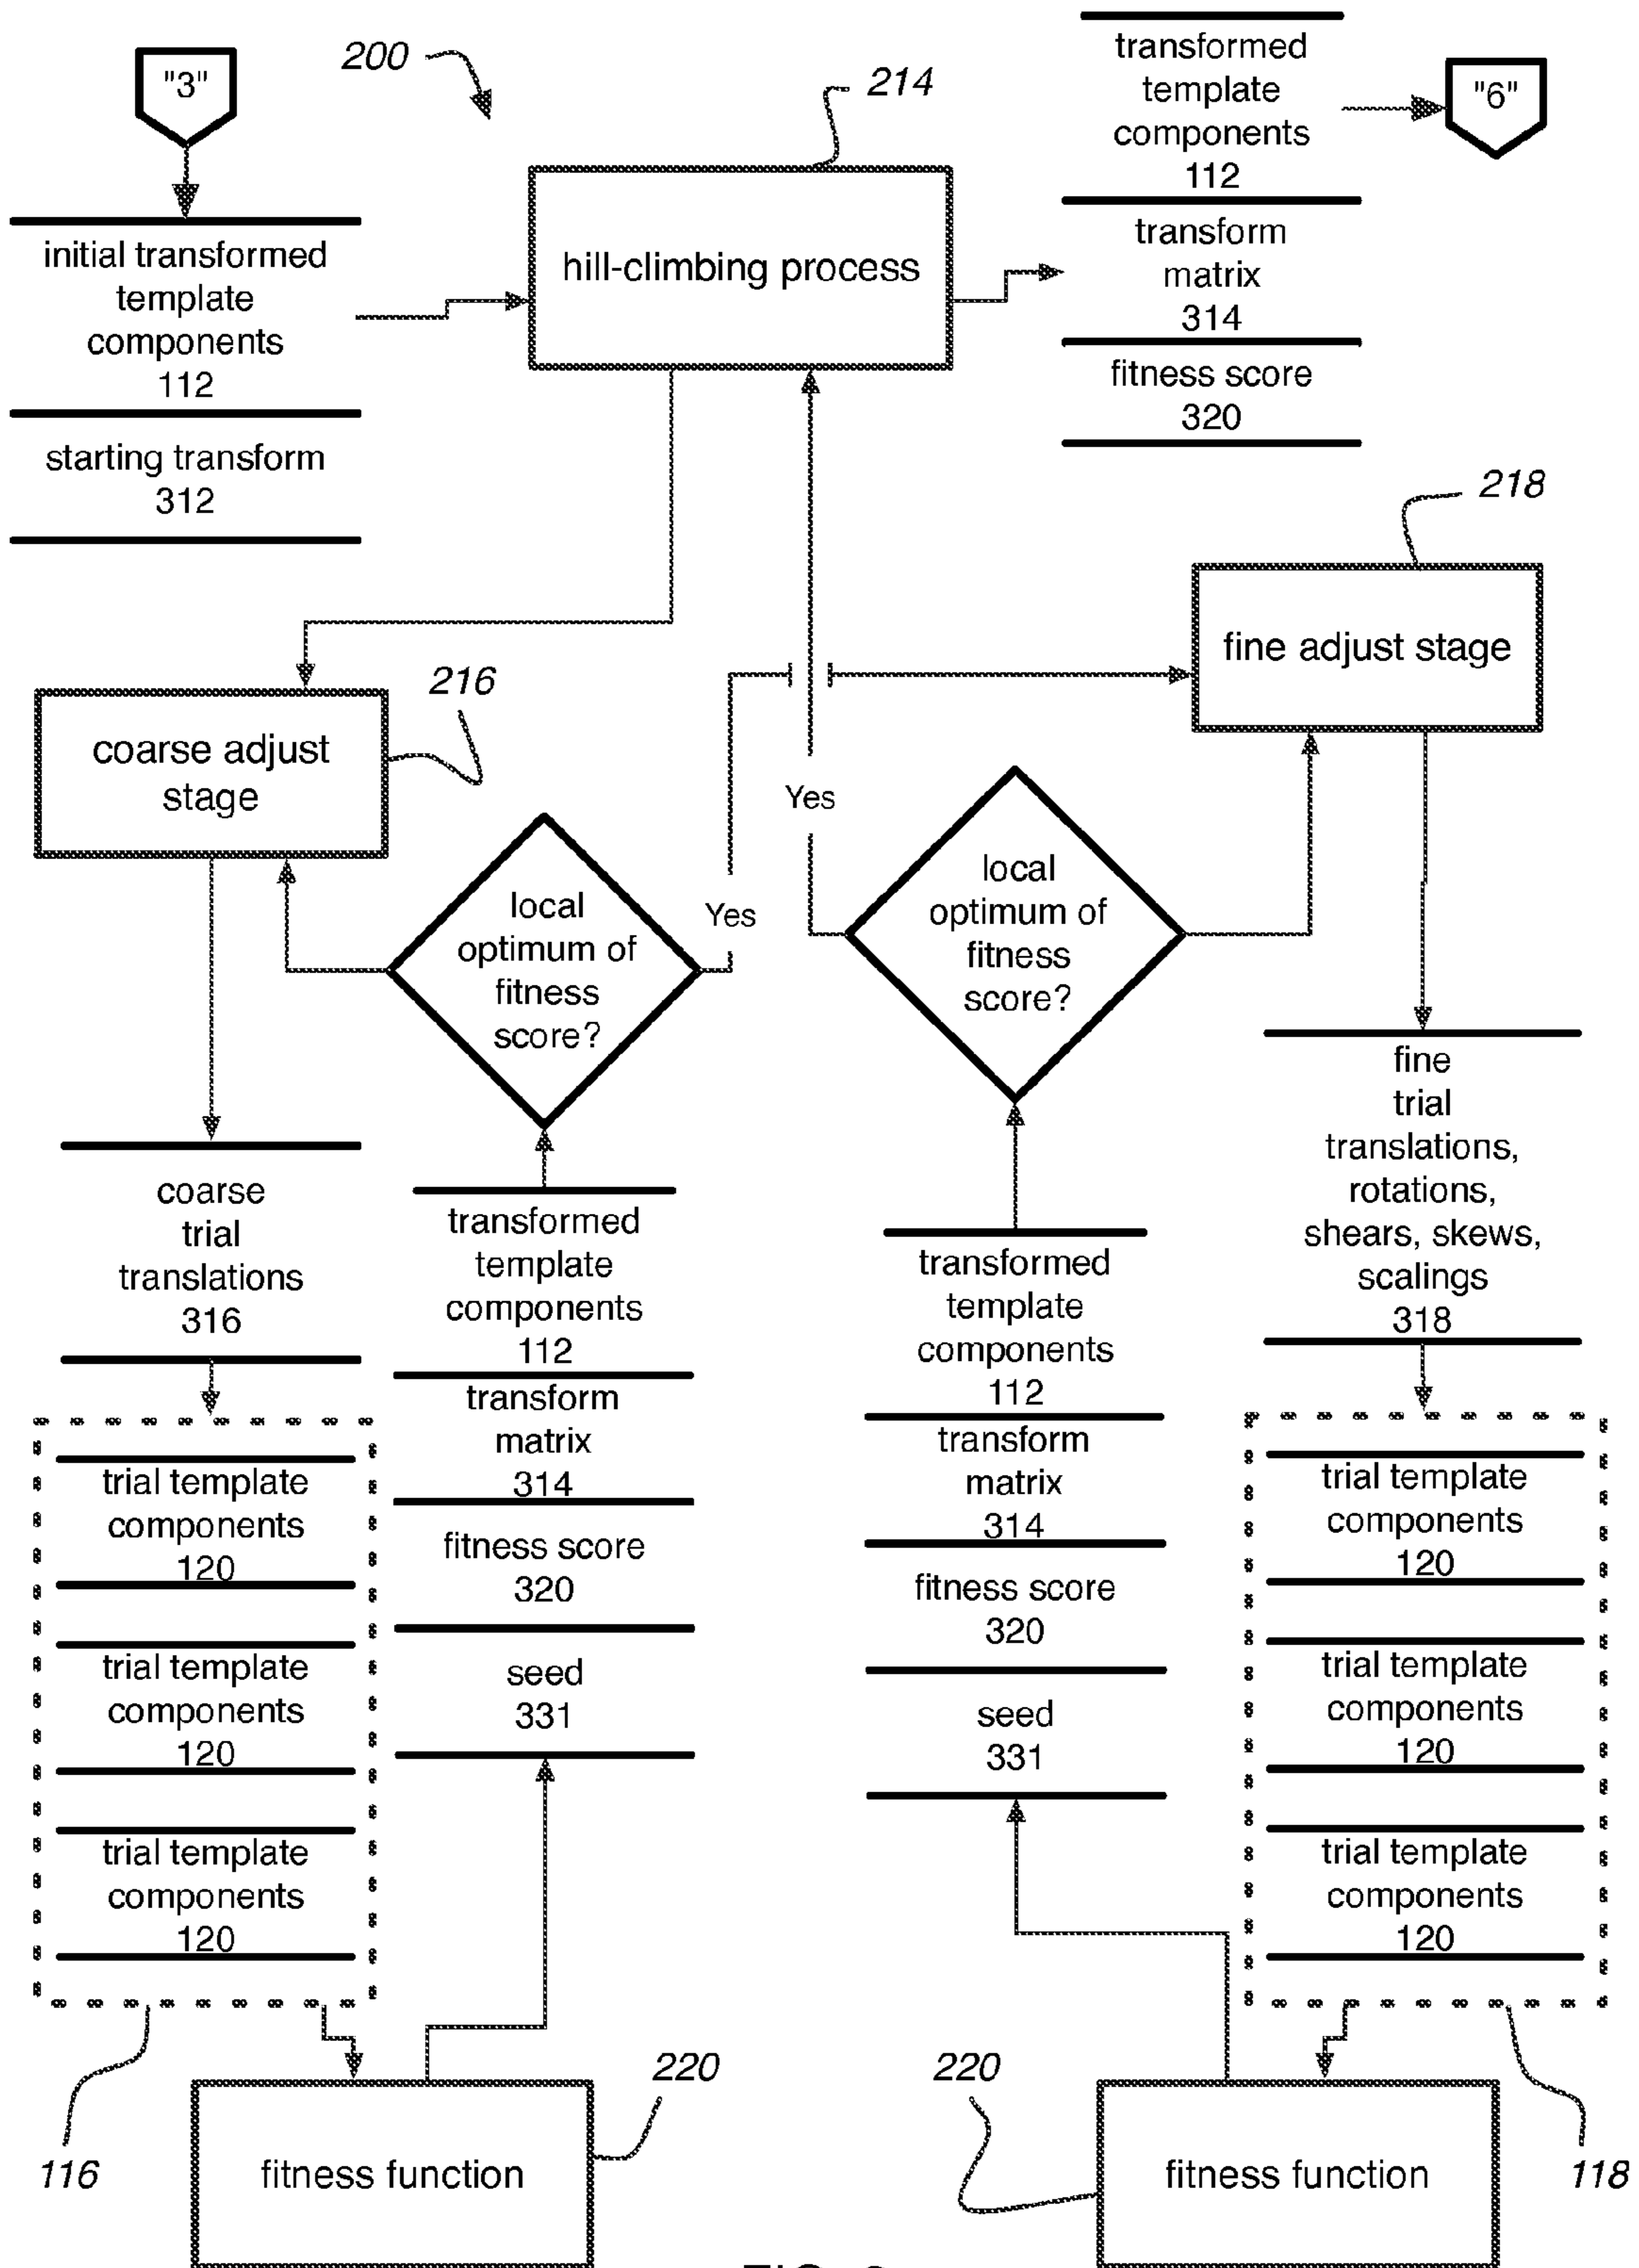 "3"
200
214
transformed
template
components
112
"6"
initial transformed
template
components
112
starting transform
312
hill-climbing process
transform
matrix
314
fitness score
320
218
fine adjust stage
216
coarse adjust
stage
Yes
Yes
local
optimum of
fitness
score?
local
optimum of
fitness
score?
coarse
trial
translations
316
transformed
template
components
112
transform
matrix
314
fitness score
320
seed
331
transformed
template
components
112
transform
matrix
314
fitness score
320
seed
331
fine
trial
translations,
rotations,
shears, skews,
scalings
318
trial template
components
120
trial template
components
120
trial template
components
120
trial template
components
120
trial template
components
120
trial template
components
120
116
220
220
118
fitness function
fitness function